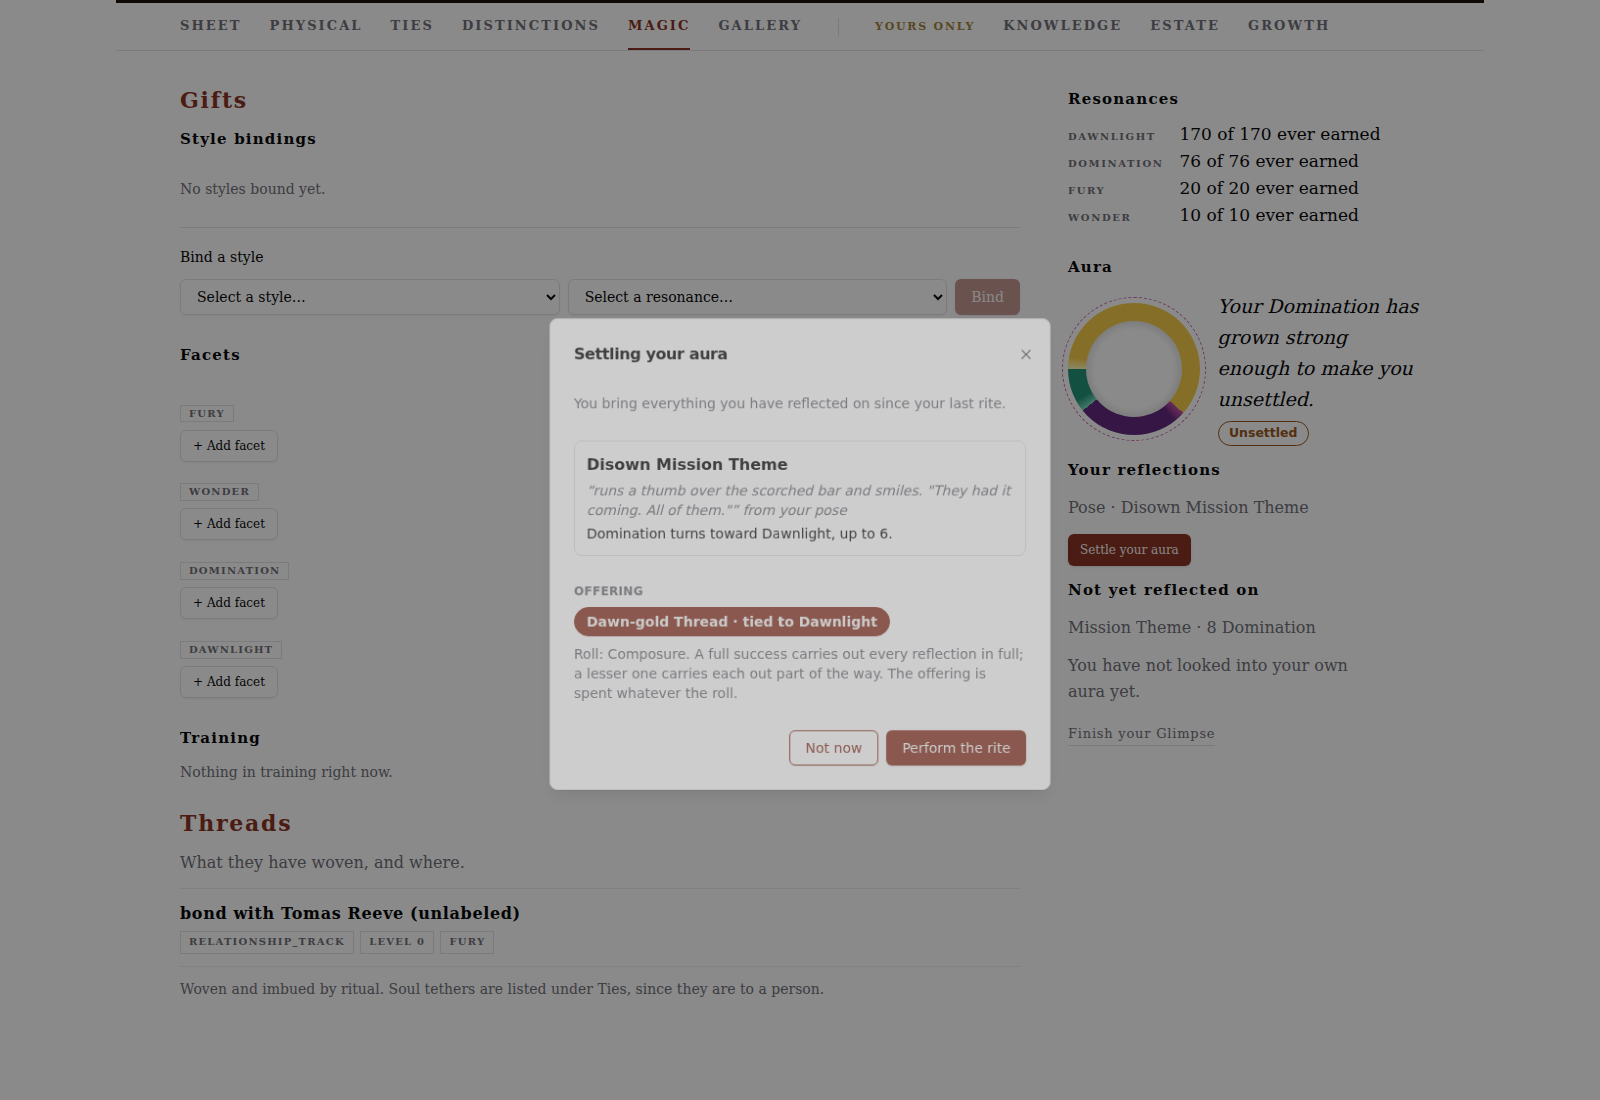 SHEET PHYSICAL TIES DISTINCTIONS MAGIC GALLERY YOURS ONLY KNOWLEDGE ESTATE GROWTH
Gifts
Style bindings
No styles bound yet.
Bind a style
Select a style... Select a resonance... Bind
Facets
FURY
+ Add facet
WONDER
+ Add facet
DOMINATION
+ Add facet
DAWNLIGHT
+ Add facet
Training
Nothing in training right now.
Threads
What they have woven, and where.
bond with Tomas Reeve (unlabeled)
RELATIONSHIP_TRACK LEVEL 0 FURY
Woven and imbued by ritual. Soul tethers are listed under Ties, since they are to a person.
Settling your aura ×
You bring everything you have reflected on since your last rite.
Disown Mission Theme
“runs a thumb over the scorched bar and smiles. "They had it
coming. All of them."” from your pose
Domination turns toward Dawnlight, up to 6.
OFFERING
Dawn-gold Thread · tied to Dawnlight
Roll: Composure. A full success carries out every reflection in full;
a lesser one carries each out part of the way. The offering is
spent whatever the roll.
Not now Perform the rite
Resonances
DAWNLIGHT 170 of 170 ever earned
DOMINATION 76 of 76 ever earned
FURY 20 of 20 ever earned
WONDER 10 of 10 ever earned
Aura
Your Domination has
grown strong
enough to make you
unsettled.
Unsettled
Your reflections
Pose · Disown Mission Theme
Settle your aura
Not yet reflected on
Mission Theme · 8 Domination
You have not looked into your own
aura yet.
Finish your Glimpse